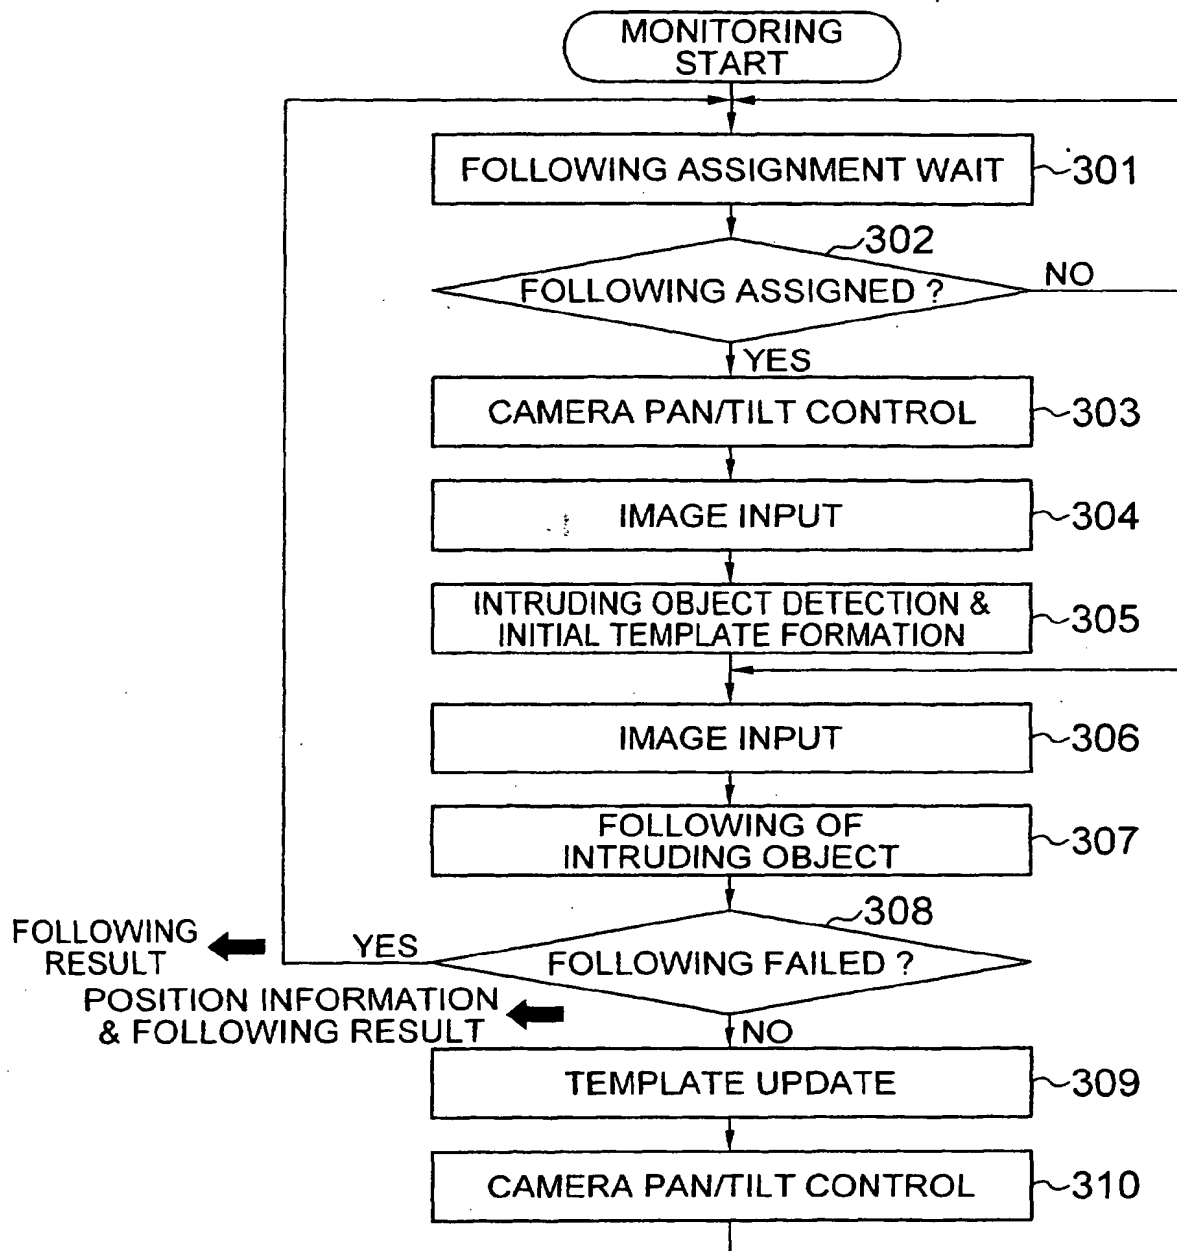 MONITORING
START
FOLLOWING ASSIGNMENT WAIT
301
302
FOLLOWING ASSIGNED ?
NO
YES
CAMERA PAN/TILT CONTROL
303
IMAGE INPUT
304
INTRUDING OBJECT DETECTION &
INITIAL TEMPLATE FORMATION
305
IMAGE INPUT
306
FOLLOWING OF
INTRUDING OBJECT
307
308
FOLLOWING FAILED ?
YES
FOLLOWING
RESULT
POSITION INFORMATION
& FOLLOWING RESULT
NO
TEMPLATE UPDATE
309
CAMERA PAN/TILT CONTROL
310